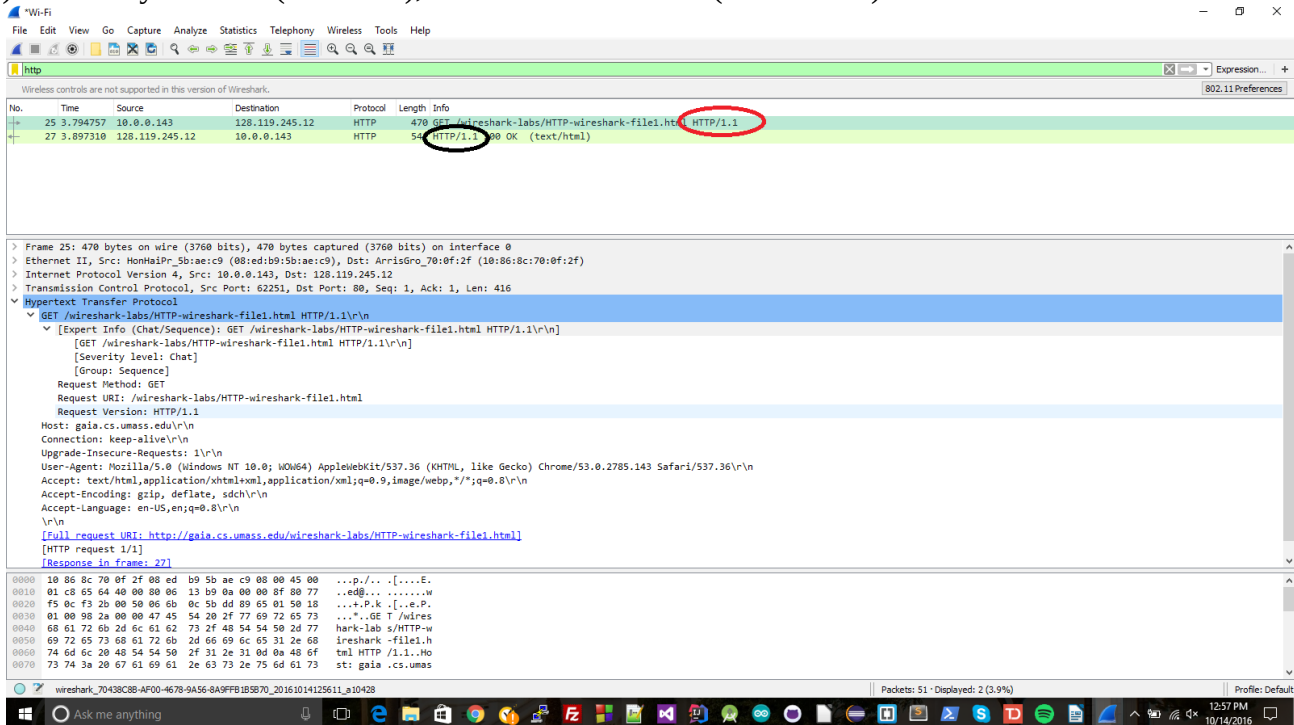 *Wi-Fi
File Edit View Go Capture Analyze Statistics Telephony Wireless Tools Help
http
Expression... +
Wireless controls are not supported in this version of Wireshark.
802.11 Preferences
No. Time Source Destination Protocol Length Info
25 3.794757 10.0.0.143 128.119.245.12 HTTP 470 GET /wireshark-labs/HTTP-wireshark-file1.html HTTP/1.1
27 3.897310 128.119.245.12 10.0.0.143 HTTP HTTP/1.1 200 OK (text/html)
> Frame 25: 470 bytes on wire (3760 bits), 470 bytes captured (3760 bits) on interface 0
> Ethernet II, Src: HonHaiPr_5b:ae:c9 (08:ed:b9:5b:ae:c9), Dst: ArrisGro_70:0f:2f (10:86:8c:70:0f:2f)
> Internet Protocol Version 4, Src: 10.0.0.143, Dst: 128.119.245.12
> Transmission Control Protocol, Src Port: 62251, Dst Port: 80, Seq: 1, Ack: 1, Len: 416
Hypertext Transfer Protocol
GET /wireshark-labs/HTTP-wireshark-file1.html HTTP/1.1\r\n
[Expert Info (Chat/Sequence): GET /wireshark-labs/HTTP-wireshark-file1.html HTTP/1.1\r\n]
[GET /wireshark-labs/HTTP-wireshark-file1.html HTTP/1.1\r\n]
[Severity level: Chat]
[Group: Sequence]
Request Method: GET
Request URI: /wireshark-labs/HTTP-wireshark-file1.html
Request Version: HTTP/1.1
Host: gaia.cs.umass.edu\r\n
Connection: keep-alive\r\n
Upgrade-Insecure-Requests: 1\r\n
User-Agent: Mozilla/5.0 (Windows NT 10.0; WOW64) AppleWebKit/537.36 (KHTML, like Gecko) Chrome/53.0.2785.143 Safari/537.36\r\n
Accept: text/html,application/xhtml+xml,application/xml;q=0.9,image/webp,*/*;q=0.8\r\n
Accept-Encoding: gzip, deflate, sdch\r\n
Accept-Language: en-US,en;q=0.8\r\n
\r\n
[Full request URI: http://gaia.cs.umass.edu/wireshark-labs/HTTP-wireshark-file1.html]
[HTTP request 1/1]
[Response in frame: 27]
0000 10 86 8c 70 0f 2f 08 ed b9 5b ae c9 08 00 45 00 ...p./.. .[....E.
0010 01 c8 65 64 40 00 80 06 13 b9 0a 00 00 8f 80 77 ..ed@... .......w
0020 f5 0c f3 2b 00 50 06 6b 0c 5b dd 89 65 01 50 18 ...+.P.k .[..e.P.
0030 01 00 98 2a 00 00 47 45 54 20 2f 77 69 72 65 73 ...*..GE T /wires
0040 68 61 72 6b 2d 6c 61 62 73 2f 48 54 54 50 2d 77 hark-lab s/HTTP-w
0050 69 72 65 73 68 61 72 6b 2d 66 69 6c 65 31 2e 68 ireshark -file1.h
0060 74 6d 6c 20 48 54 54 50 2f 31 2e 31 0d 0a 48 6f tml HTTP /1.1..Ho
0070 73 74 3a 20 67 61 69 61 2e 63 73 2e 75 6d 61 73 st: gaia .cs.umas
wireshark_70438C8B-AF00-4678-9A56-8A9FFB1B5B70_20161014125611_a10428
Packets: 51 · Displayed: 2 (3.9%)
Profile: Default
Ask me anything
12:57 PM
10/14/2016